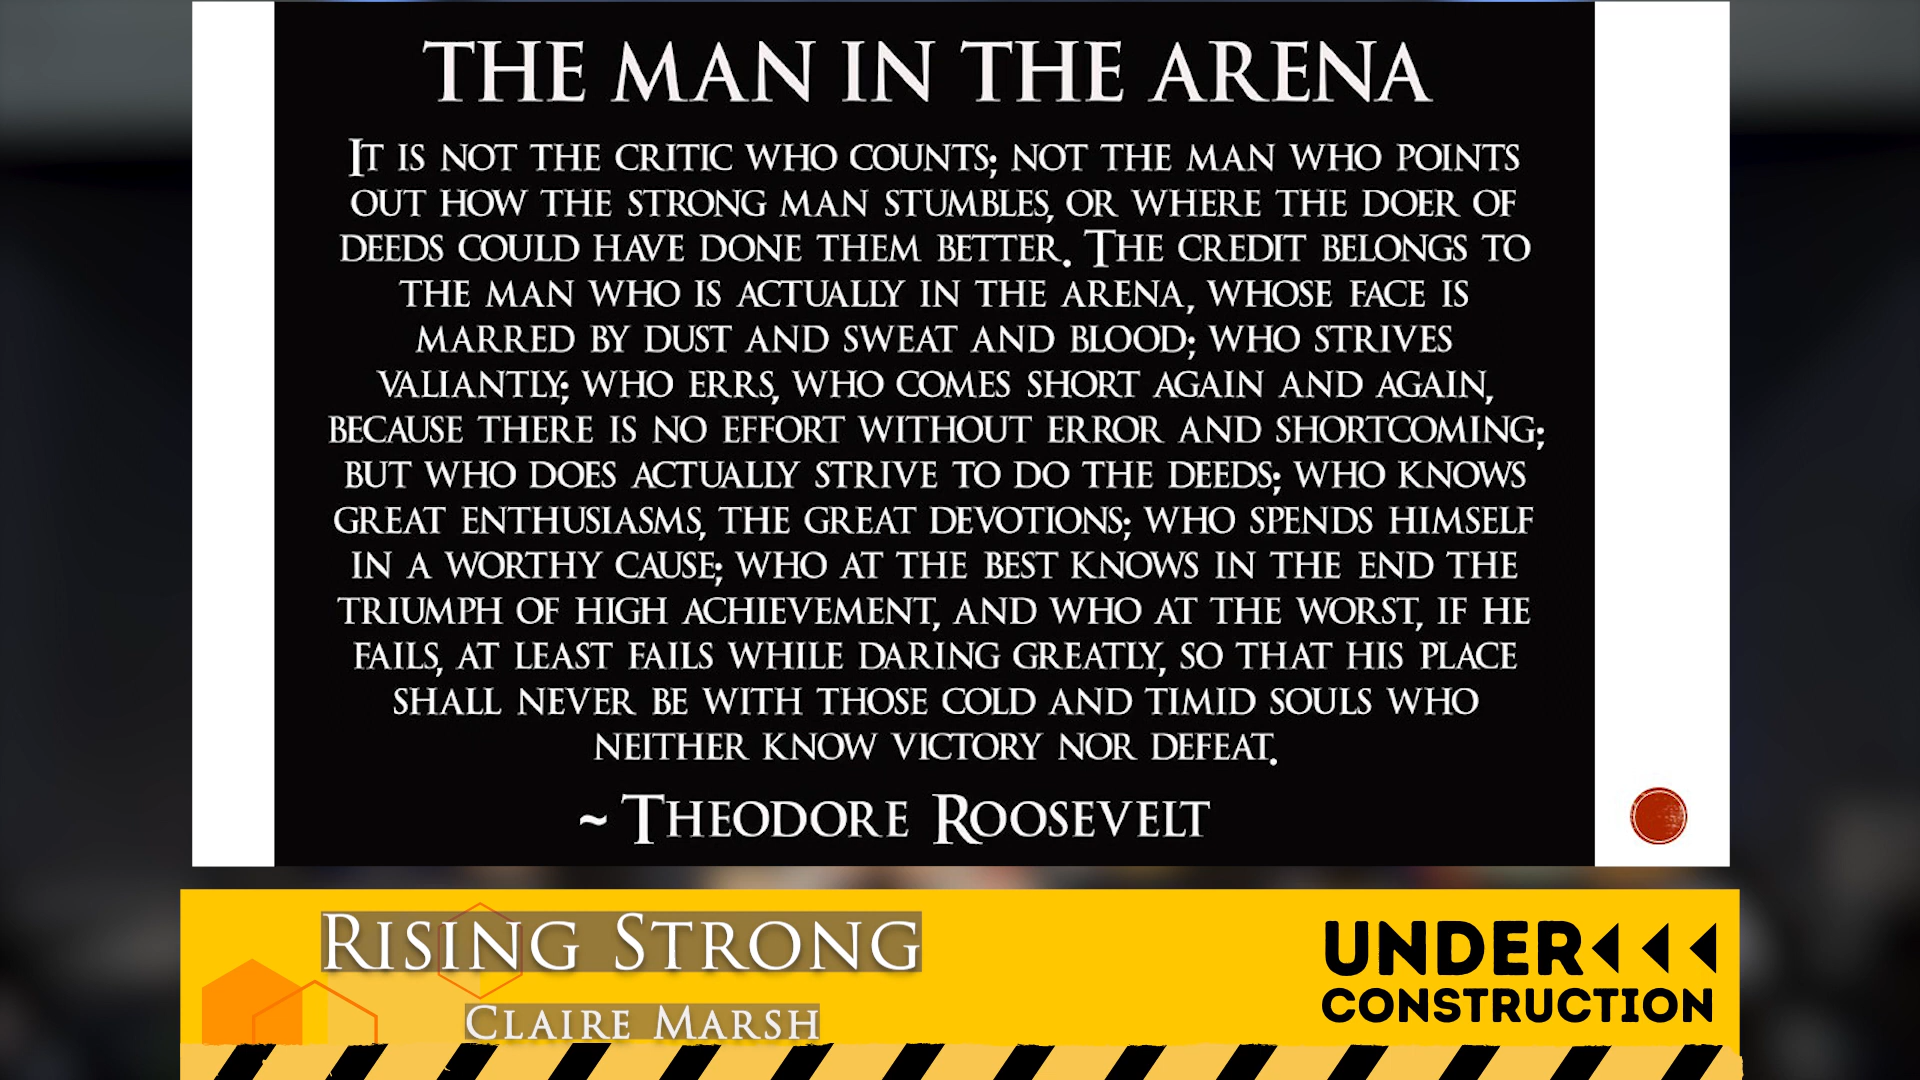 THE MAN IN THE ARENA
IT IS NOT THE CRITIC WHO COUNTS; NOT THE MAN WHO POINTS
OUT HOW THE STRONG MAN STUMBLES, OR WHERE THE DOER OF
DEEDS COULD HAVE DONE THEM BETTER. THE CREDIT BELONGS TO
THE MAN WHO IS ACTUALLY IN THE ARENA, WHOSE FACE IS
MARRED BY DUST AND SWEAT AND BLOOD; WHO STRIVES
VALIANTLY; WHO ERRS, WHO COMES SHORT AGAIN AND AGAIN,
BECAUSE THERE IS NO EFFORT WITHOUT ERROR AND SHORTCOMING;
BUT WHO DOES ACTUALLY STRIVE TO DO THE DEEDS; WHO KNOWS
GREAT ENTHUSIASMS, THE GREAT DEVOTIONS; WHO SPENDS HIMSELF
IN A WORTHY CAUSE; WHO AT THE BEST KNOWS IN THE END THE
TRIUMPH OF HIGH ACHIEVEMENT, AND WHO AT THE WORST, IF HE
FAILS, AT LEAST FAILS WHILE DARING GREATLY, SO THAT HIS PLACE
SHALL NEVER BE WITH THOSE COLD AND TIMID SOULS WHO
NEITHER KNOW VICTORY NOR DEFEAT.
~ THEODORE ROOSEVELT
RISING STRONG
CLAIRE MARSH
UNDER
CONSTRUCTION